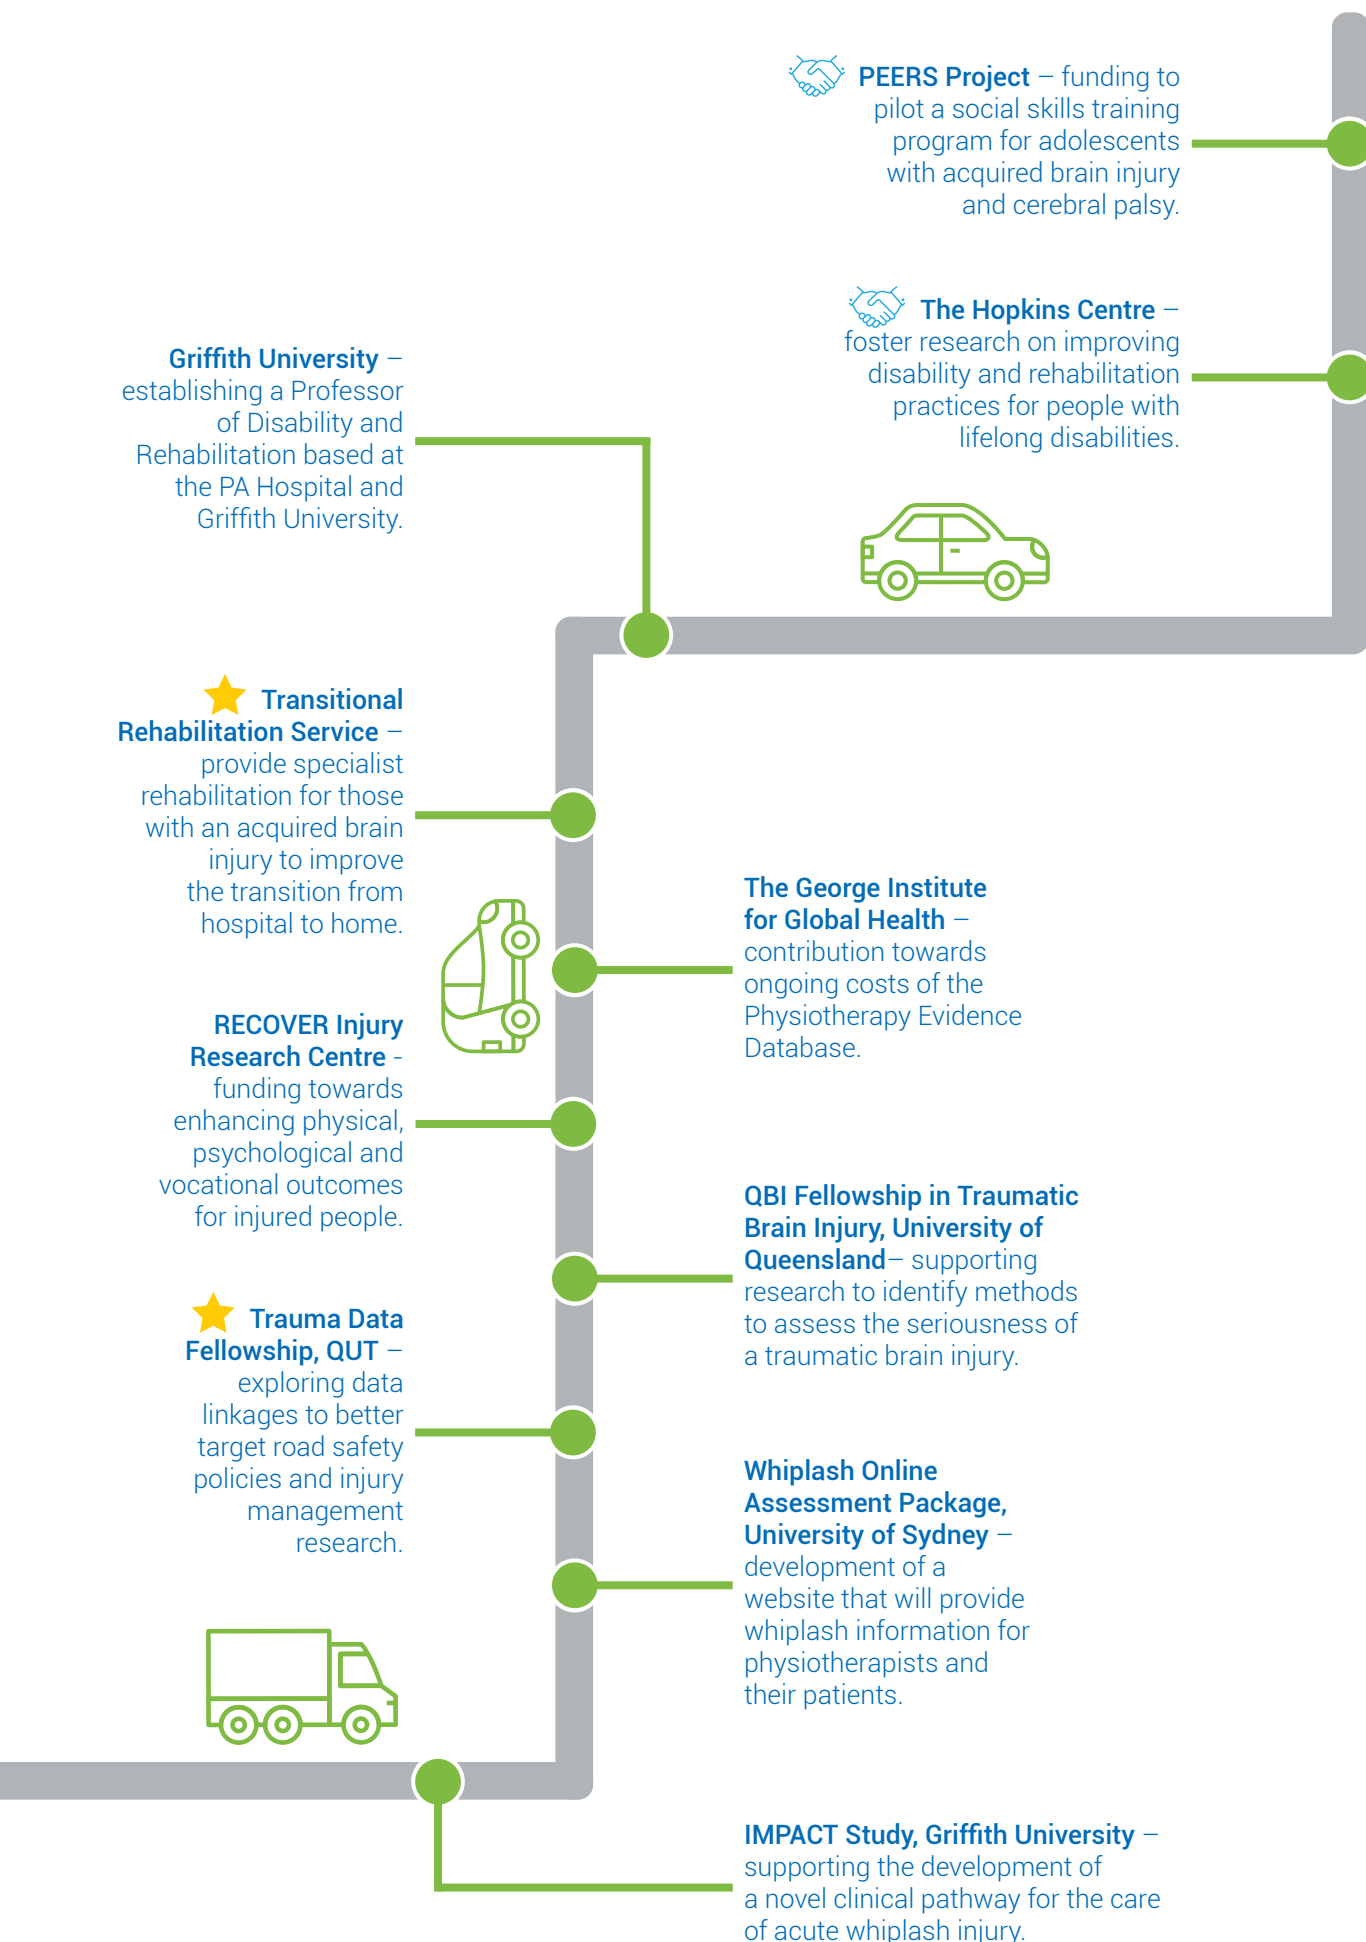 PEERS Project – funding to
pilot a social skills training
program for adolescents
with acquired brain injury
and cerebral palsy.
The Hopkins Centre –
foster research on improving
disability and rehabilitation
practices for people with
lifelong disabilities.
Griffith University –
establishing a Professor
of Disability and
Rehabilitation based at
the PA Hospital and
Griffith University.
Transitional
Rehabilitation Service –
provide specialist
rehabilitation for those
with an acquired brain
injury to improve
the transition from
hospital to home.
The George Institute
for Global Health –
contribution towards
ongoing costs of the
Physiotherapy Evidence
Database.
RECOVER Injury
Research Centre -
funding towards
enhancing physical,
psychological and
vocational outcomes
for injured people.
QBI Fellowship in Traumatic
Brain Injury, University of
Queensland– supporting
research to identify methods
to assess the seriousness of
a traumatic brain injury.
Trauma Data
Fellowship, QUT –
exploring data
linkages to better
target road safety
policies and injury
management
research.
Whiplash Online
Assessment Package,
University of Sydney –
development of a
website that will provide
whiplash information for
physiotherapists and
their patients.
IMPACT Study, Griffith University –
supporting the development of
a novel clinical pathway for the care
of acute whiplash injury.